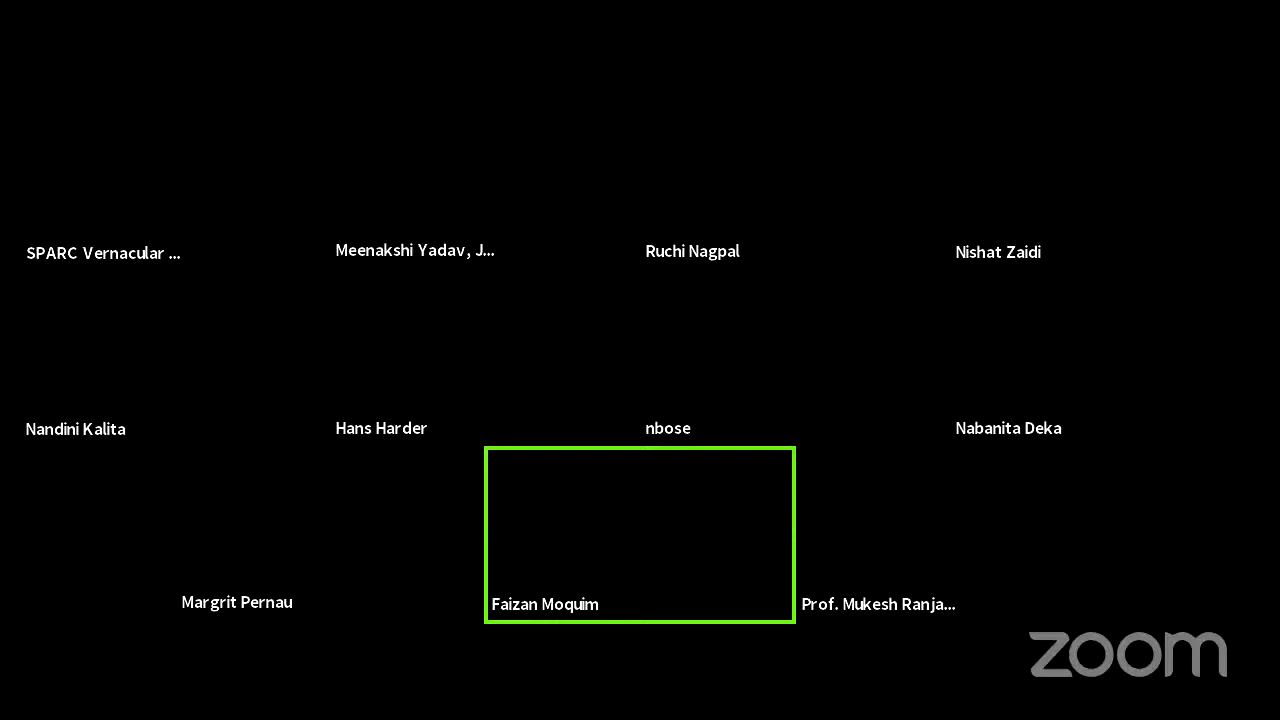 SPARC Vernacular ...
Meenakshi Yadav, J...
Ruchi Nagpal
Nishat Zaidi
Nandini Kalita
Hans Harder
nbose
Nabanita Deka
Margrit Pernau
Faizan Moquim
Prof. Mukesh Ranja...
zoom